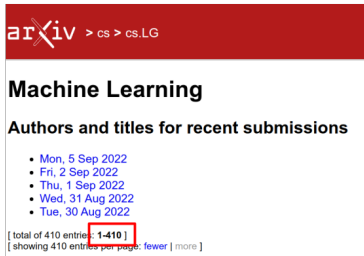 arXiv > cs > cs.LG
Machine Learning
Authors and titles for recent submissions
• Mon, 5 Sep 2022
• Fri, 2 Sep 2022
• Thu, 1 Sep 2022
• Wed, 31 Aug 2022
• Tue, 30 Aug 2022
[ total of 410 entries: 1-410 ]
[ showing 410 entries per page: fewer | more ]